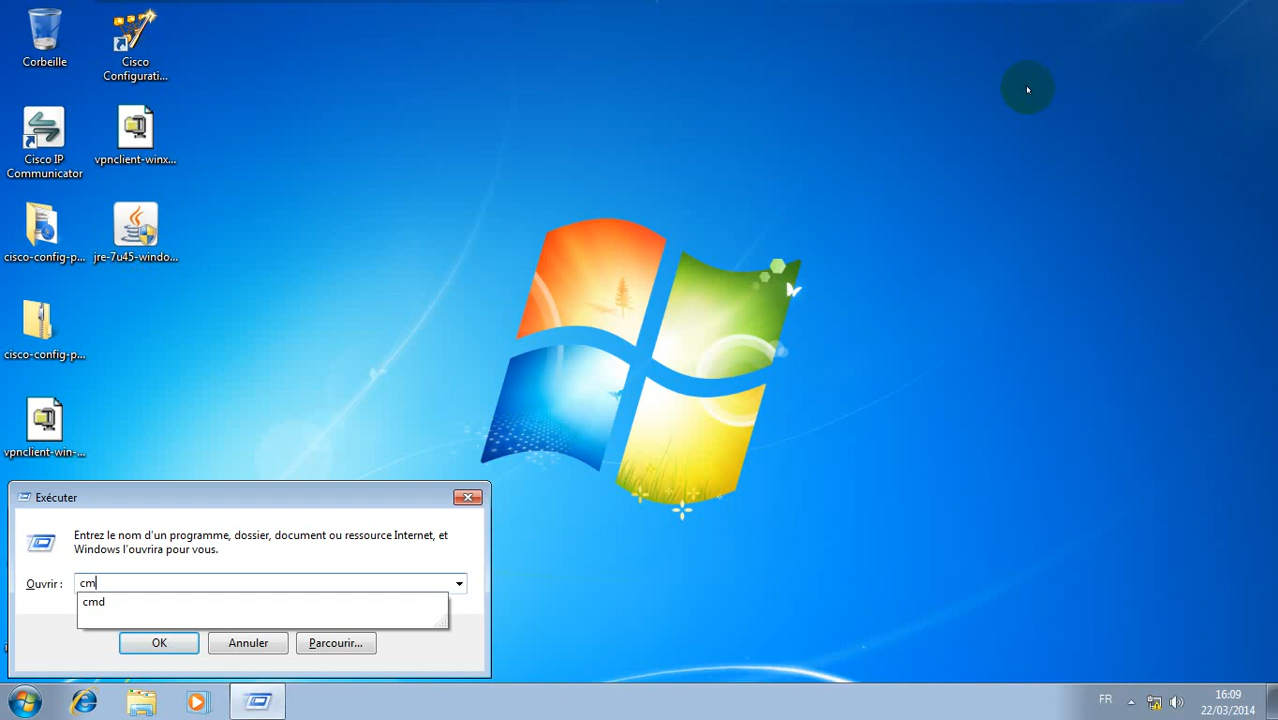 Corbeille
Cisco
Configurati...
Cisco IP
Communicator
vpnclient-winx...
cisco-config-p...
jre-7u45-windo...
cisco-config-p...
vpnclient-win-...
Exécuter
Entrez le nom d'un programme, dossier, document ou ressource Internet, et
Windows l'ouvrira pour vous.
Ouvrir :
cm
cmd
OK
Annuler
Parcourir...
FR
16:09
22/03/2014